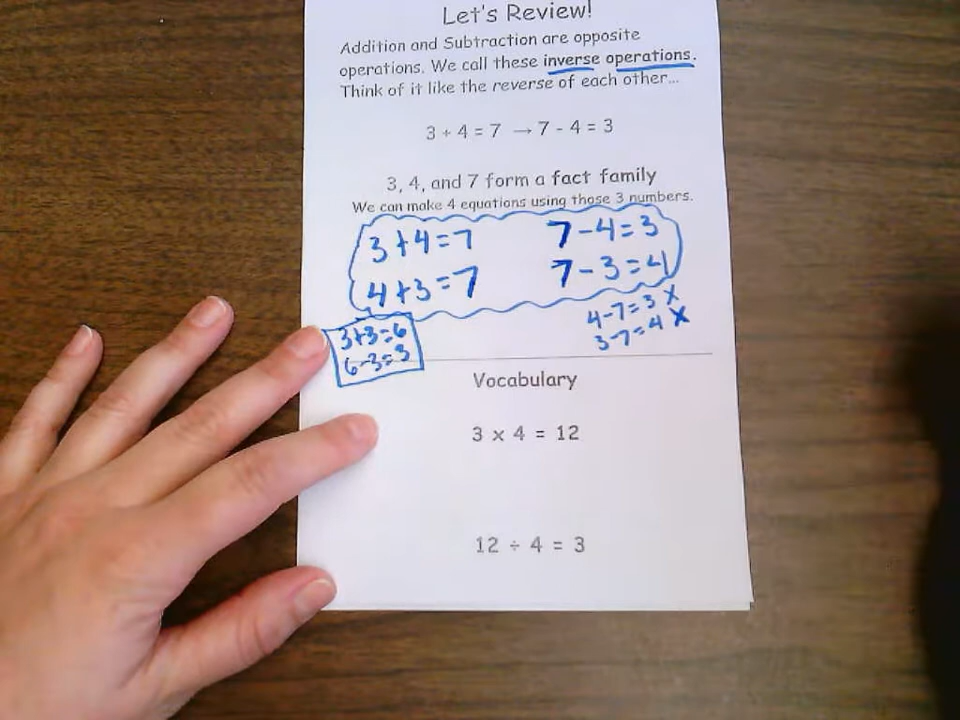 Let's Review!
Addition and Subtraction are opposite
operations. We call these inverse operations.
Think of it like the reverse of each other...
3 + 4 = 7 → 7 - 4 = 3
3, 4, and 7 form a fact family
We can make 4 equations using those 3 numbers.
3+4=7 7-4=3
4+3=7 7-3=4
4-7=3 X
3-7=4 X
3+3=6
6-3=3
Vocabulary
3 x 4 = 12
12 ÷ 4 = 3